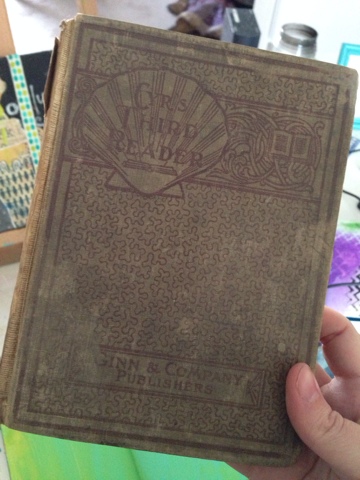 CYR'S
THIRD
READER
GINN & COMPANY
PUBLISHERS